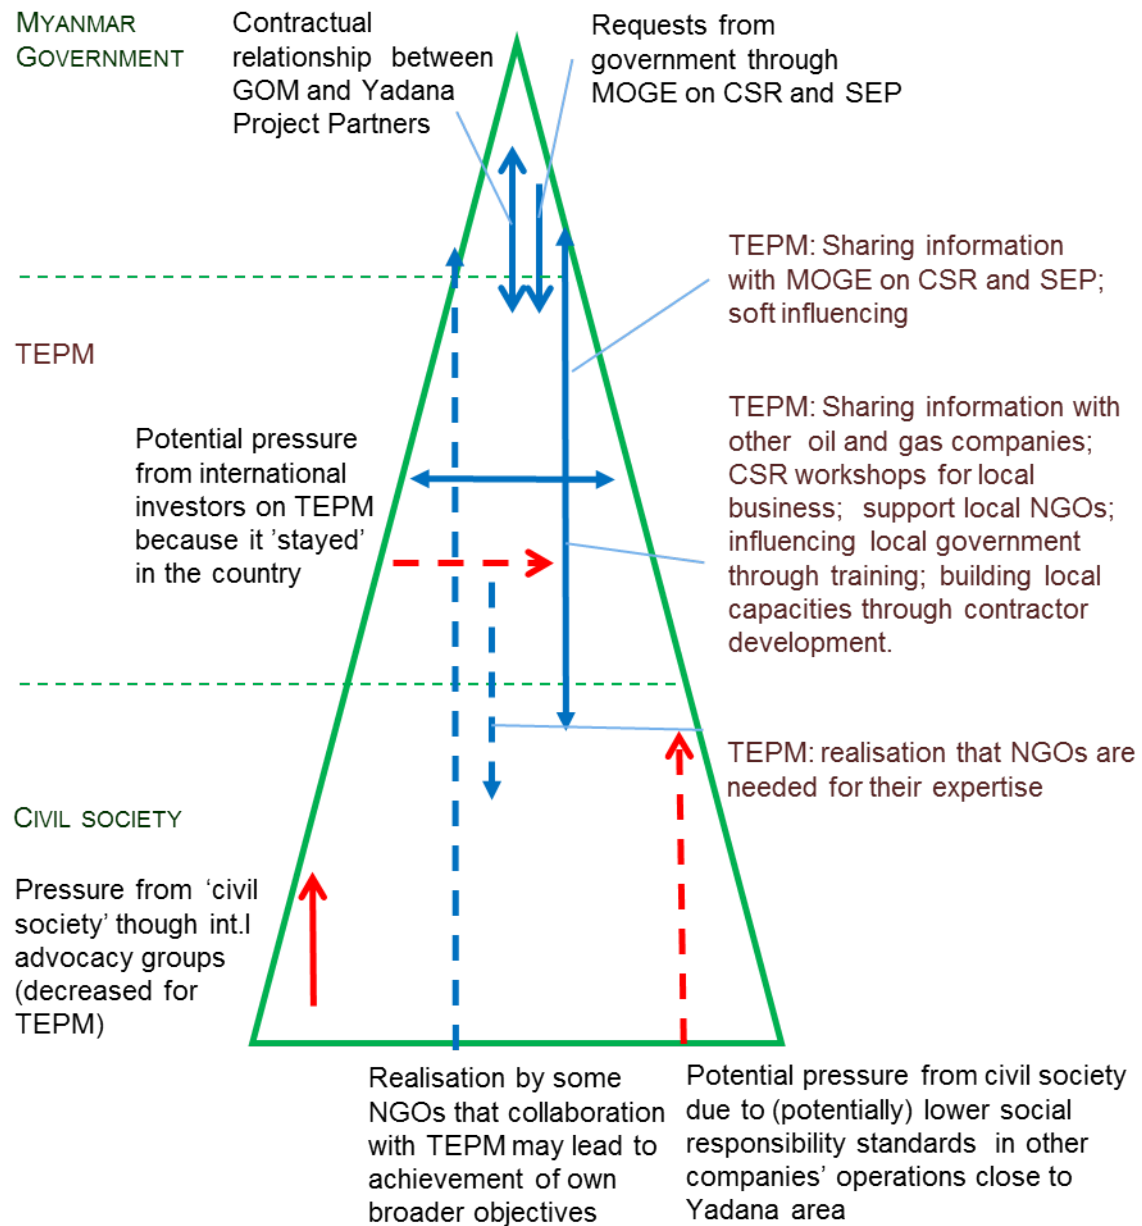 MYANMAR
GOVERNMENT
Contractual
relationship between
GOM and Yadana
Project Partners
Requests from
government through
MOGE on CSR and SEP
TEPM: Sharing information
with MOGE on CSR and SEP;
soft influencing
TEPM
Potential pressure
from international
investors on TEPM
because it 'stayed'
in the country
TEPM: Sharing information with
other oil and gas companies;
CSR workshops for local
business; support local NGOs;
influencing local government
through training; building local
capacities through contractor
development.
TEPM: realisation that NGOs are
needed for their expertise
CIVIL SOCIETY
Pressure from ‘civil
society’ though int.l
advocacy groups
(decreased for
TEPM)
Realisation by some
NGOs that collaboration
with TEPM may lead to
achievement of own
broader objectives
Potential pressure from civil society
due to (potentially) lower social
responsibility standards in other
companies’ operations close to
Yadana area